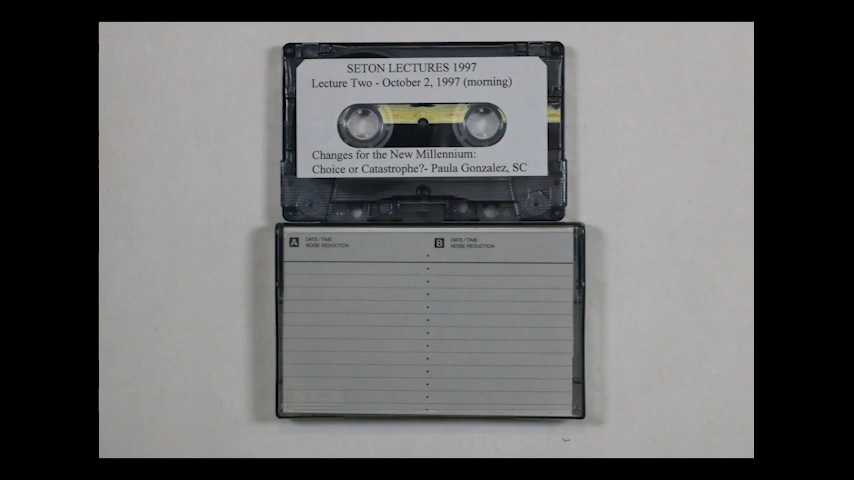 SETON LECTURES 1997
Lecture Two - October 2, 1997 (morning)
Changes for the New Millennium:
Choice or Catastrophe?- Paula Gonzalez, SC
A DATE/TIME
NOISE REDUCTION
B DATE/TIME
NOISE REDUCTION